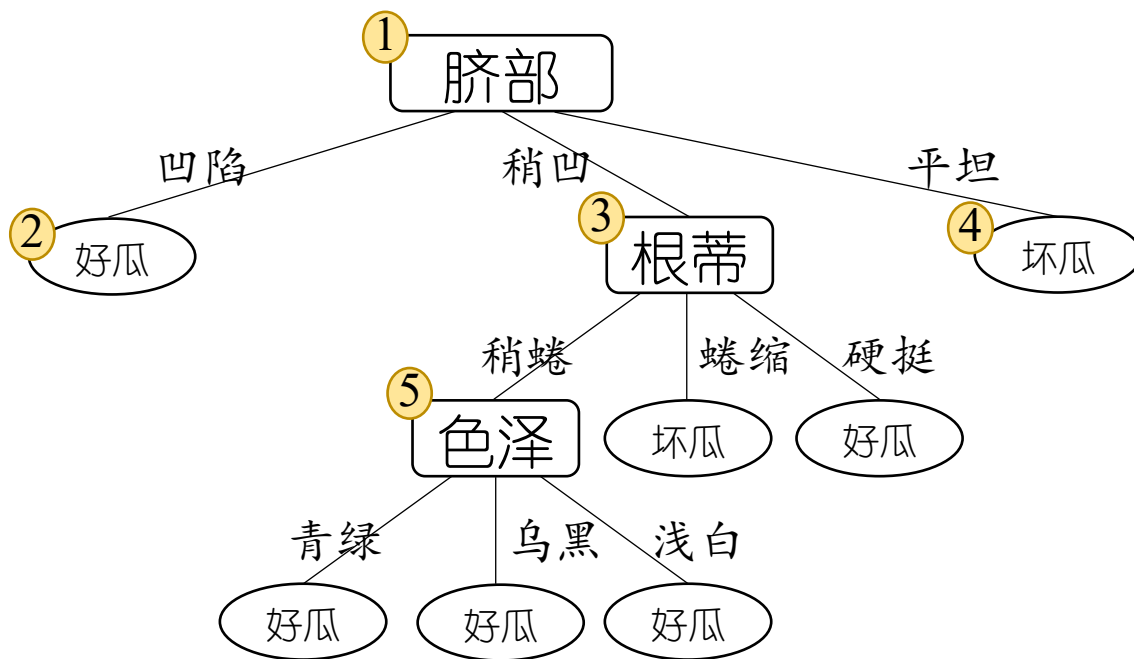 1
脐部
凹陷 稍凹 平坦
2 3 4
好瓜 根蒂 坏瓜
稍蜷 蜷缩 硬挺
5
色泽 坏瓜 好瓜
青绿 乌黑 浅白
好瓜 好瓜 好瓜